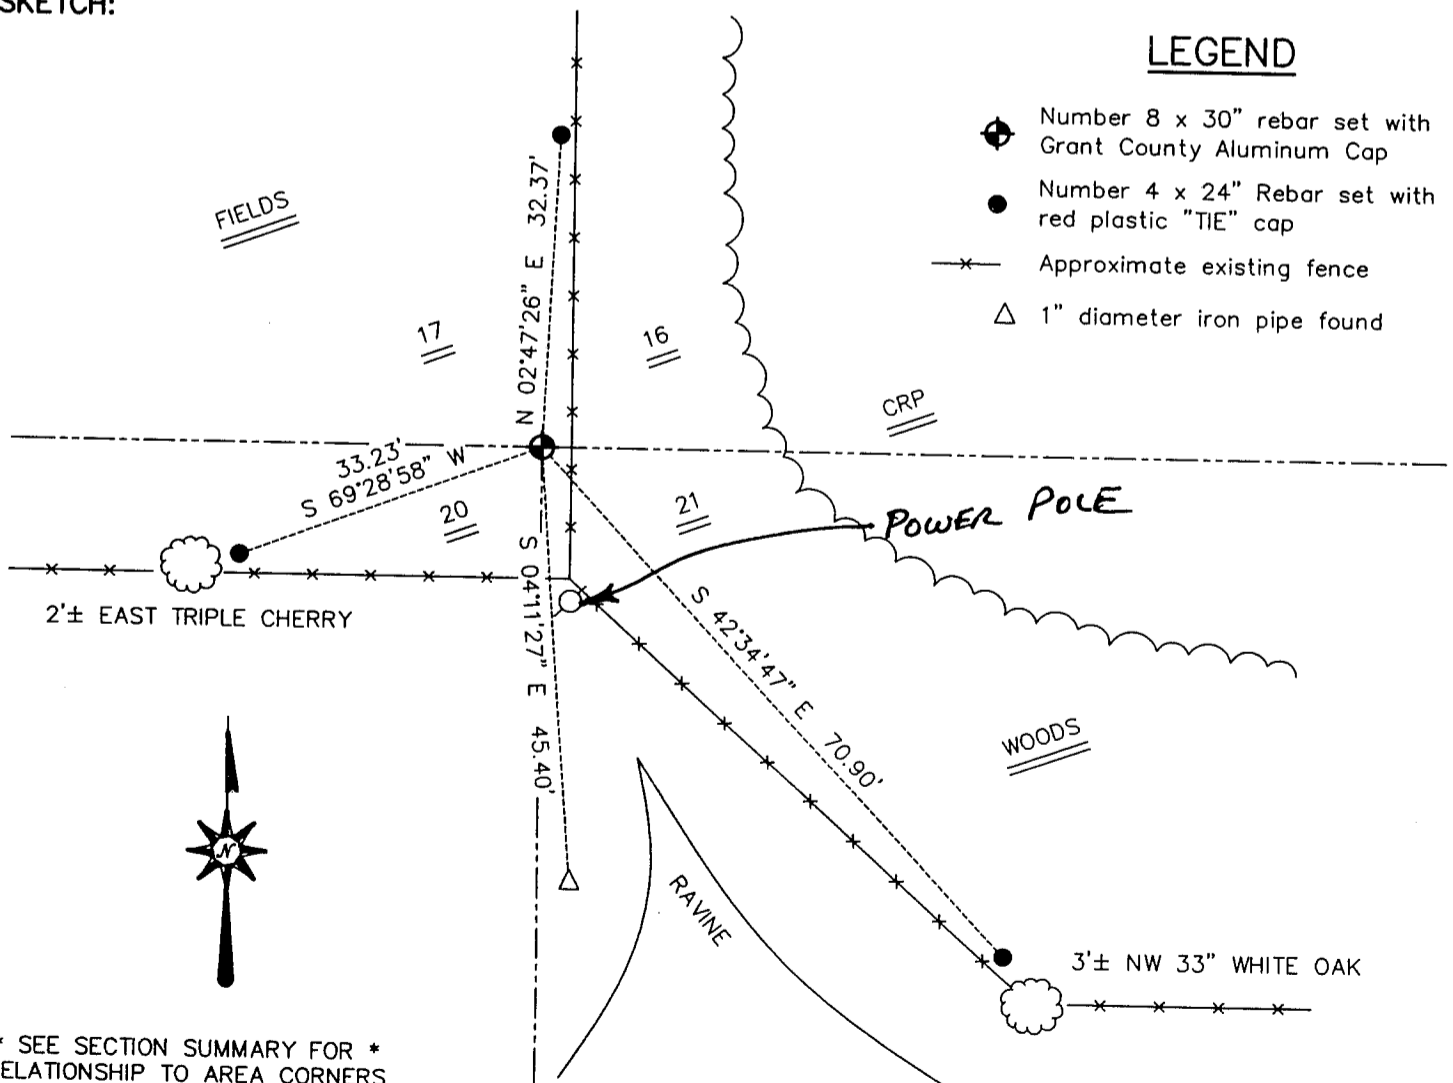 SKETCH:
LEGEND
Number 8 x 30" rebar set with
Grant County Aluminum Cap
Number 4 x 24" Rebar set with
red plastic "TIE" cap
Approximate existing fence
1" diameter iron pipe found
FIELDS
N 02°47'26" E 32.37'
17
16
CRP
33.23'
S 69°28'58" W
20
21
POWER POLE
S 04°11'27" E 45.40'
S 42°34'47" E 70.90'
2'± EAST TRIPLE CHERRY
WOODS
N
RAVINE
3'± NW 33" WHITE OAK
* SEE SECTION SUMMARY FOR *
ELATIONSHIP TO AREA CORNERS